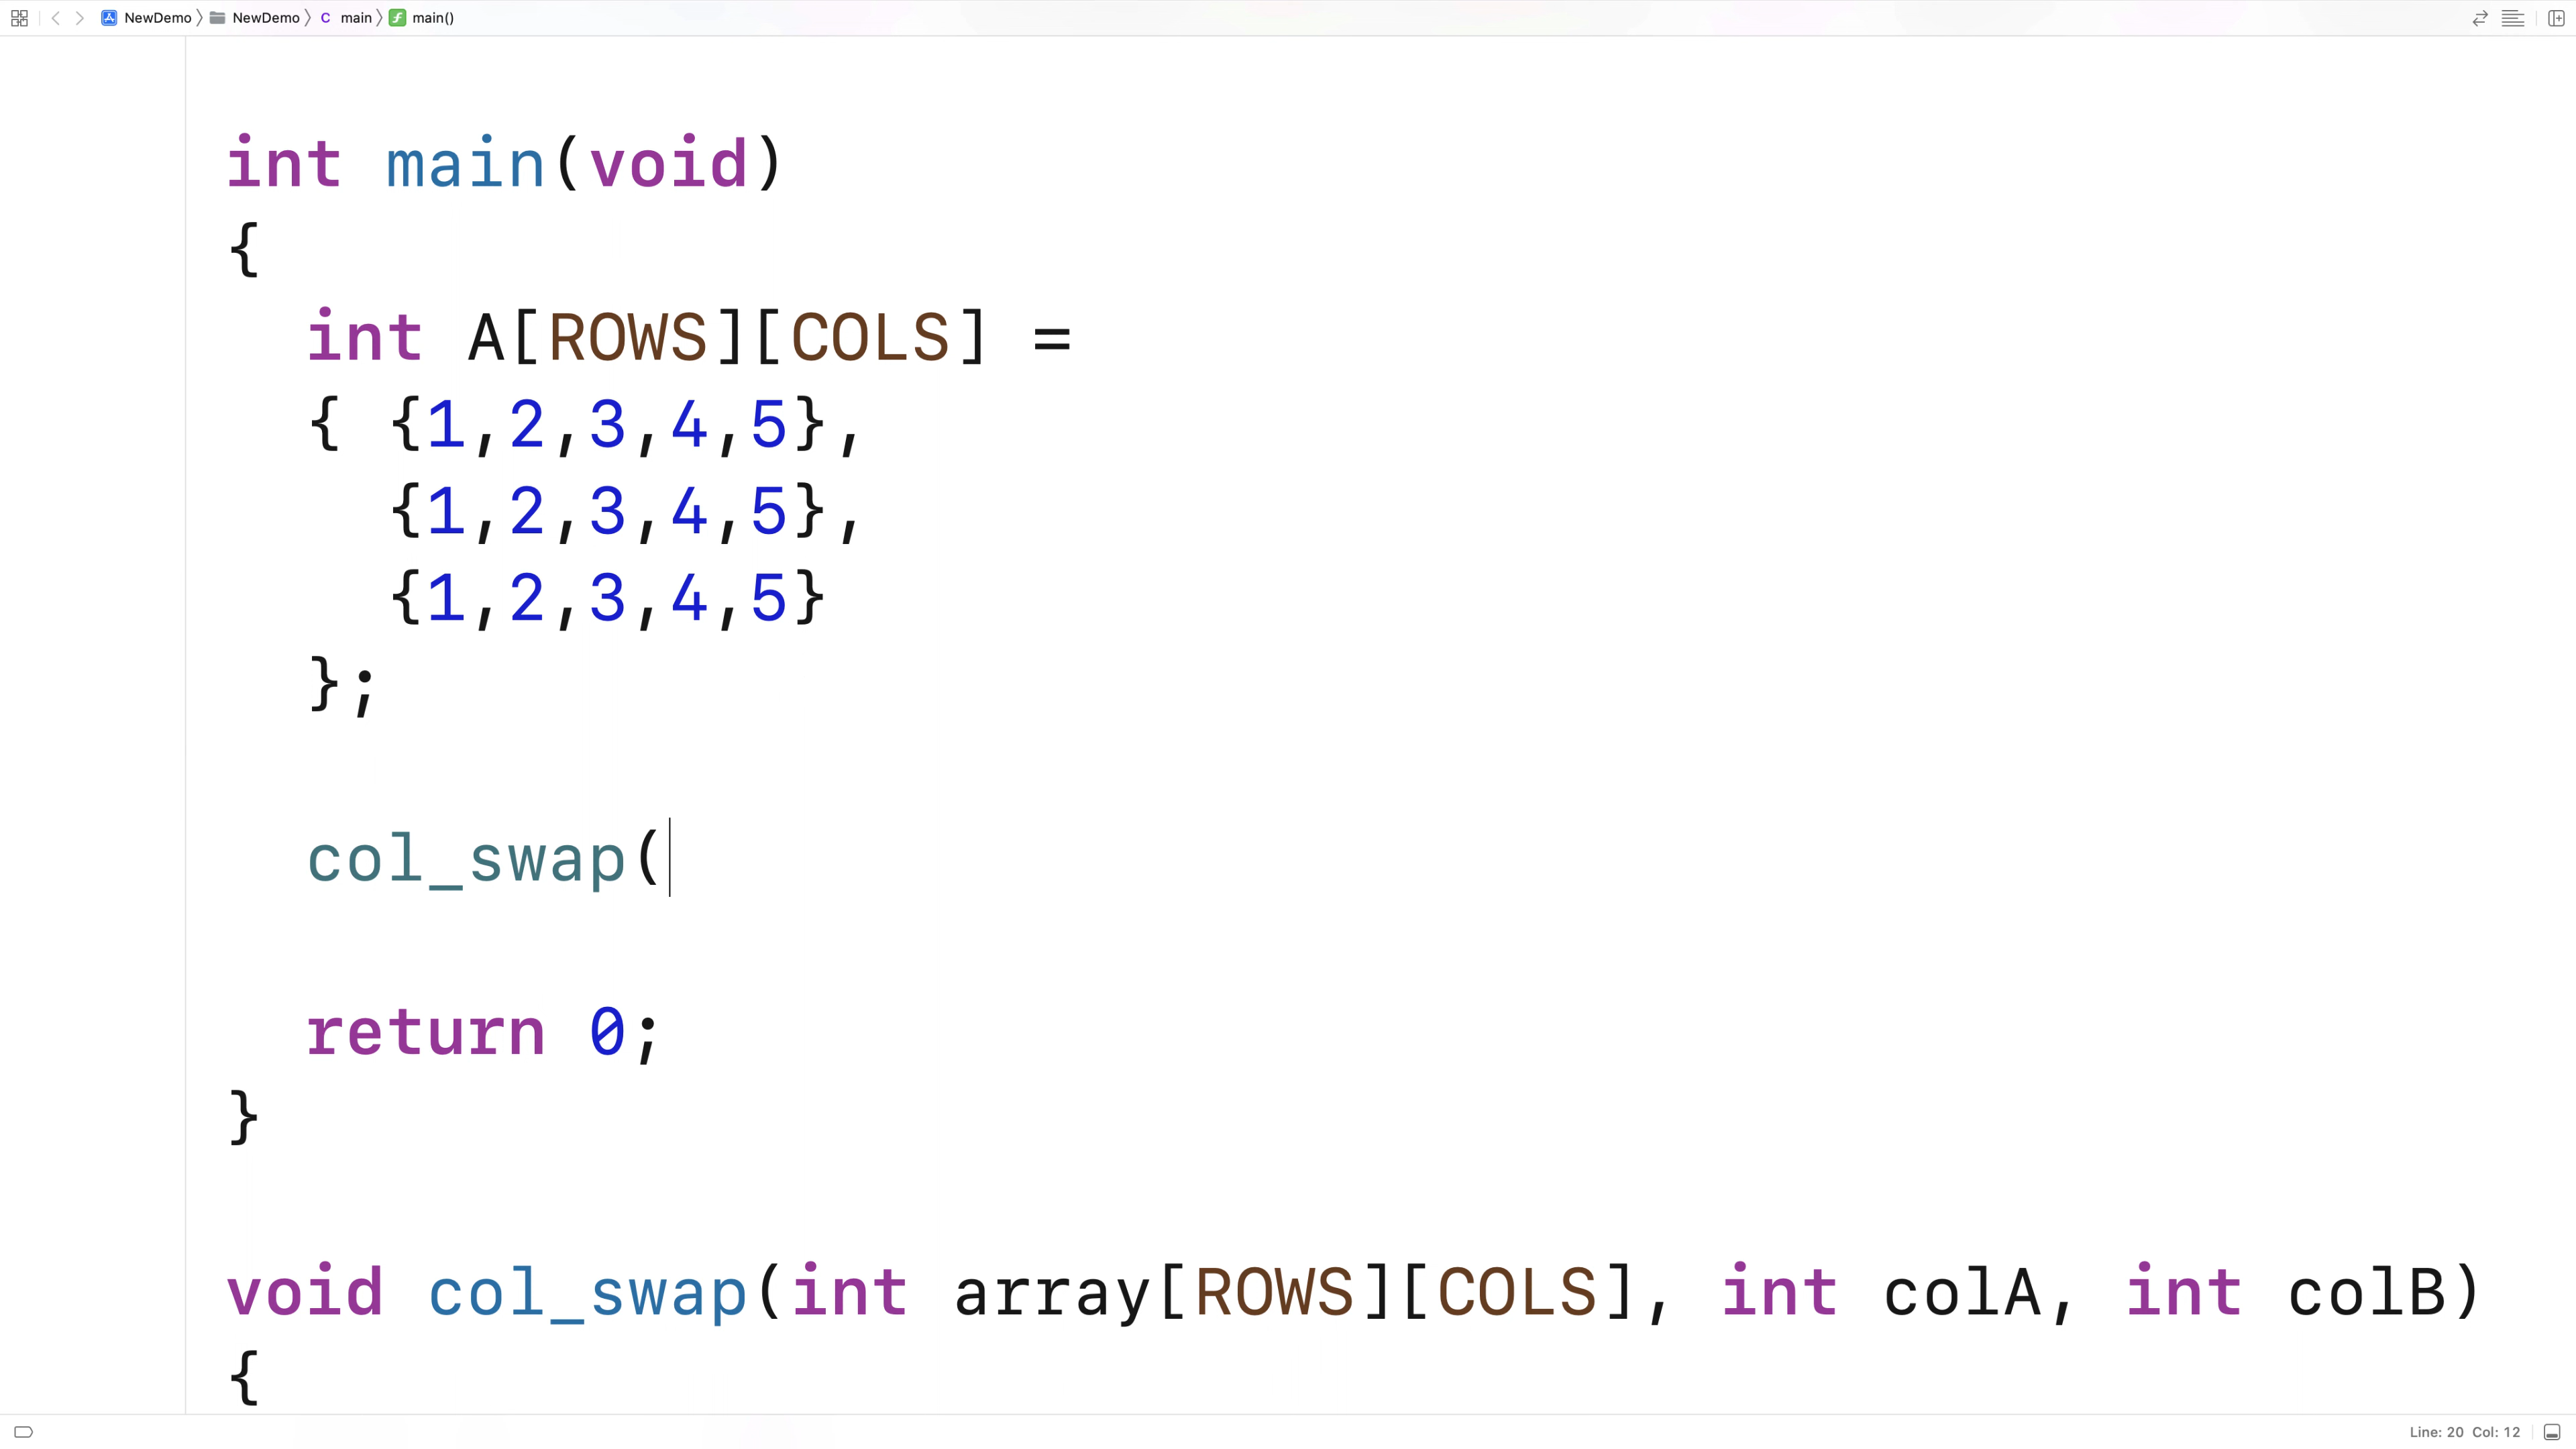 NewDemo NewDemo C main f main()
int main(void)
{
int A[ROWS][COLS] =
{ {1,2,3,4,5},
{1,2,3,4,5},
{1,2,3,4,5}
};
col_swap(
return 0;
}
void col_swap(int array[ROWS][COLS], int colA, int colB)
{
Line: 20 Col: 12